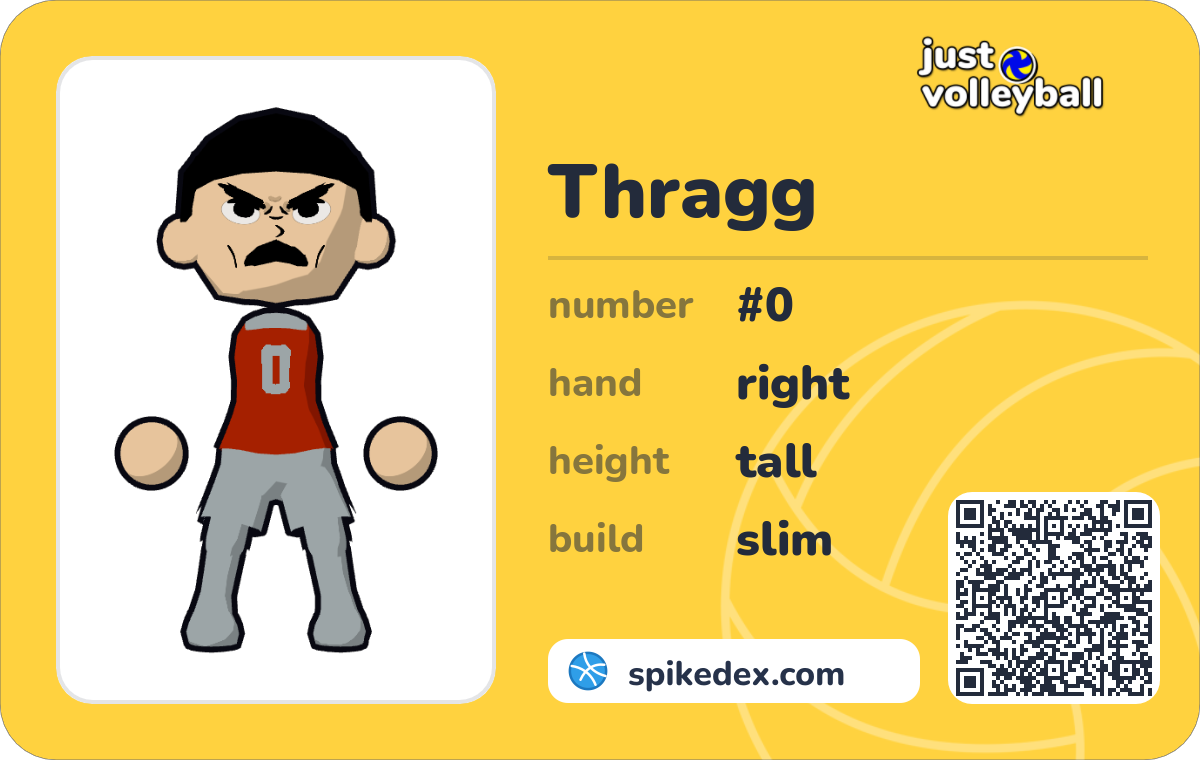 just
volleyball
Thragg
number #0
hand right
height tall
build slim
0
spikedex.com